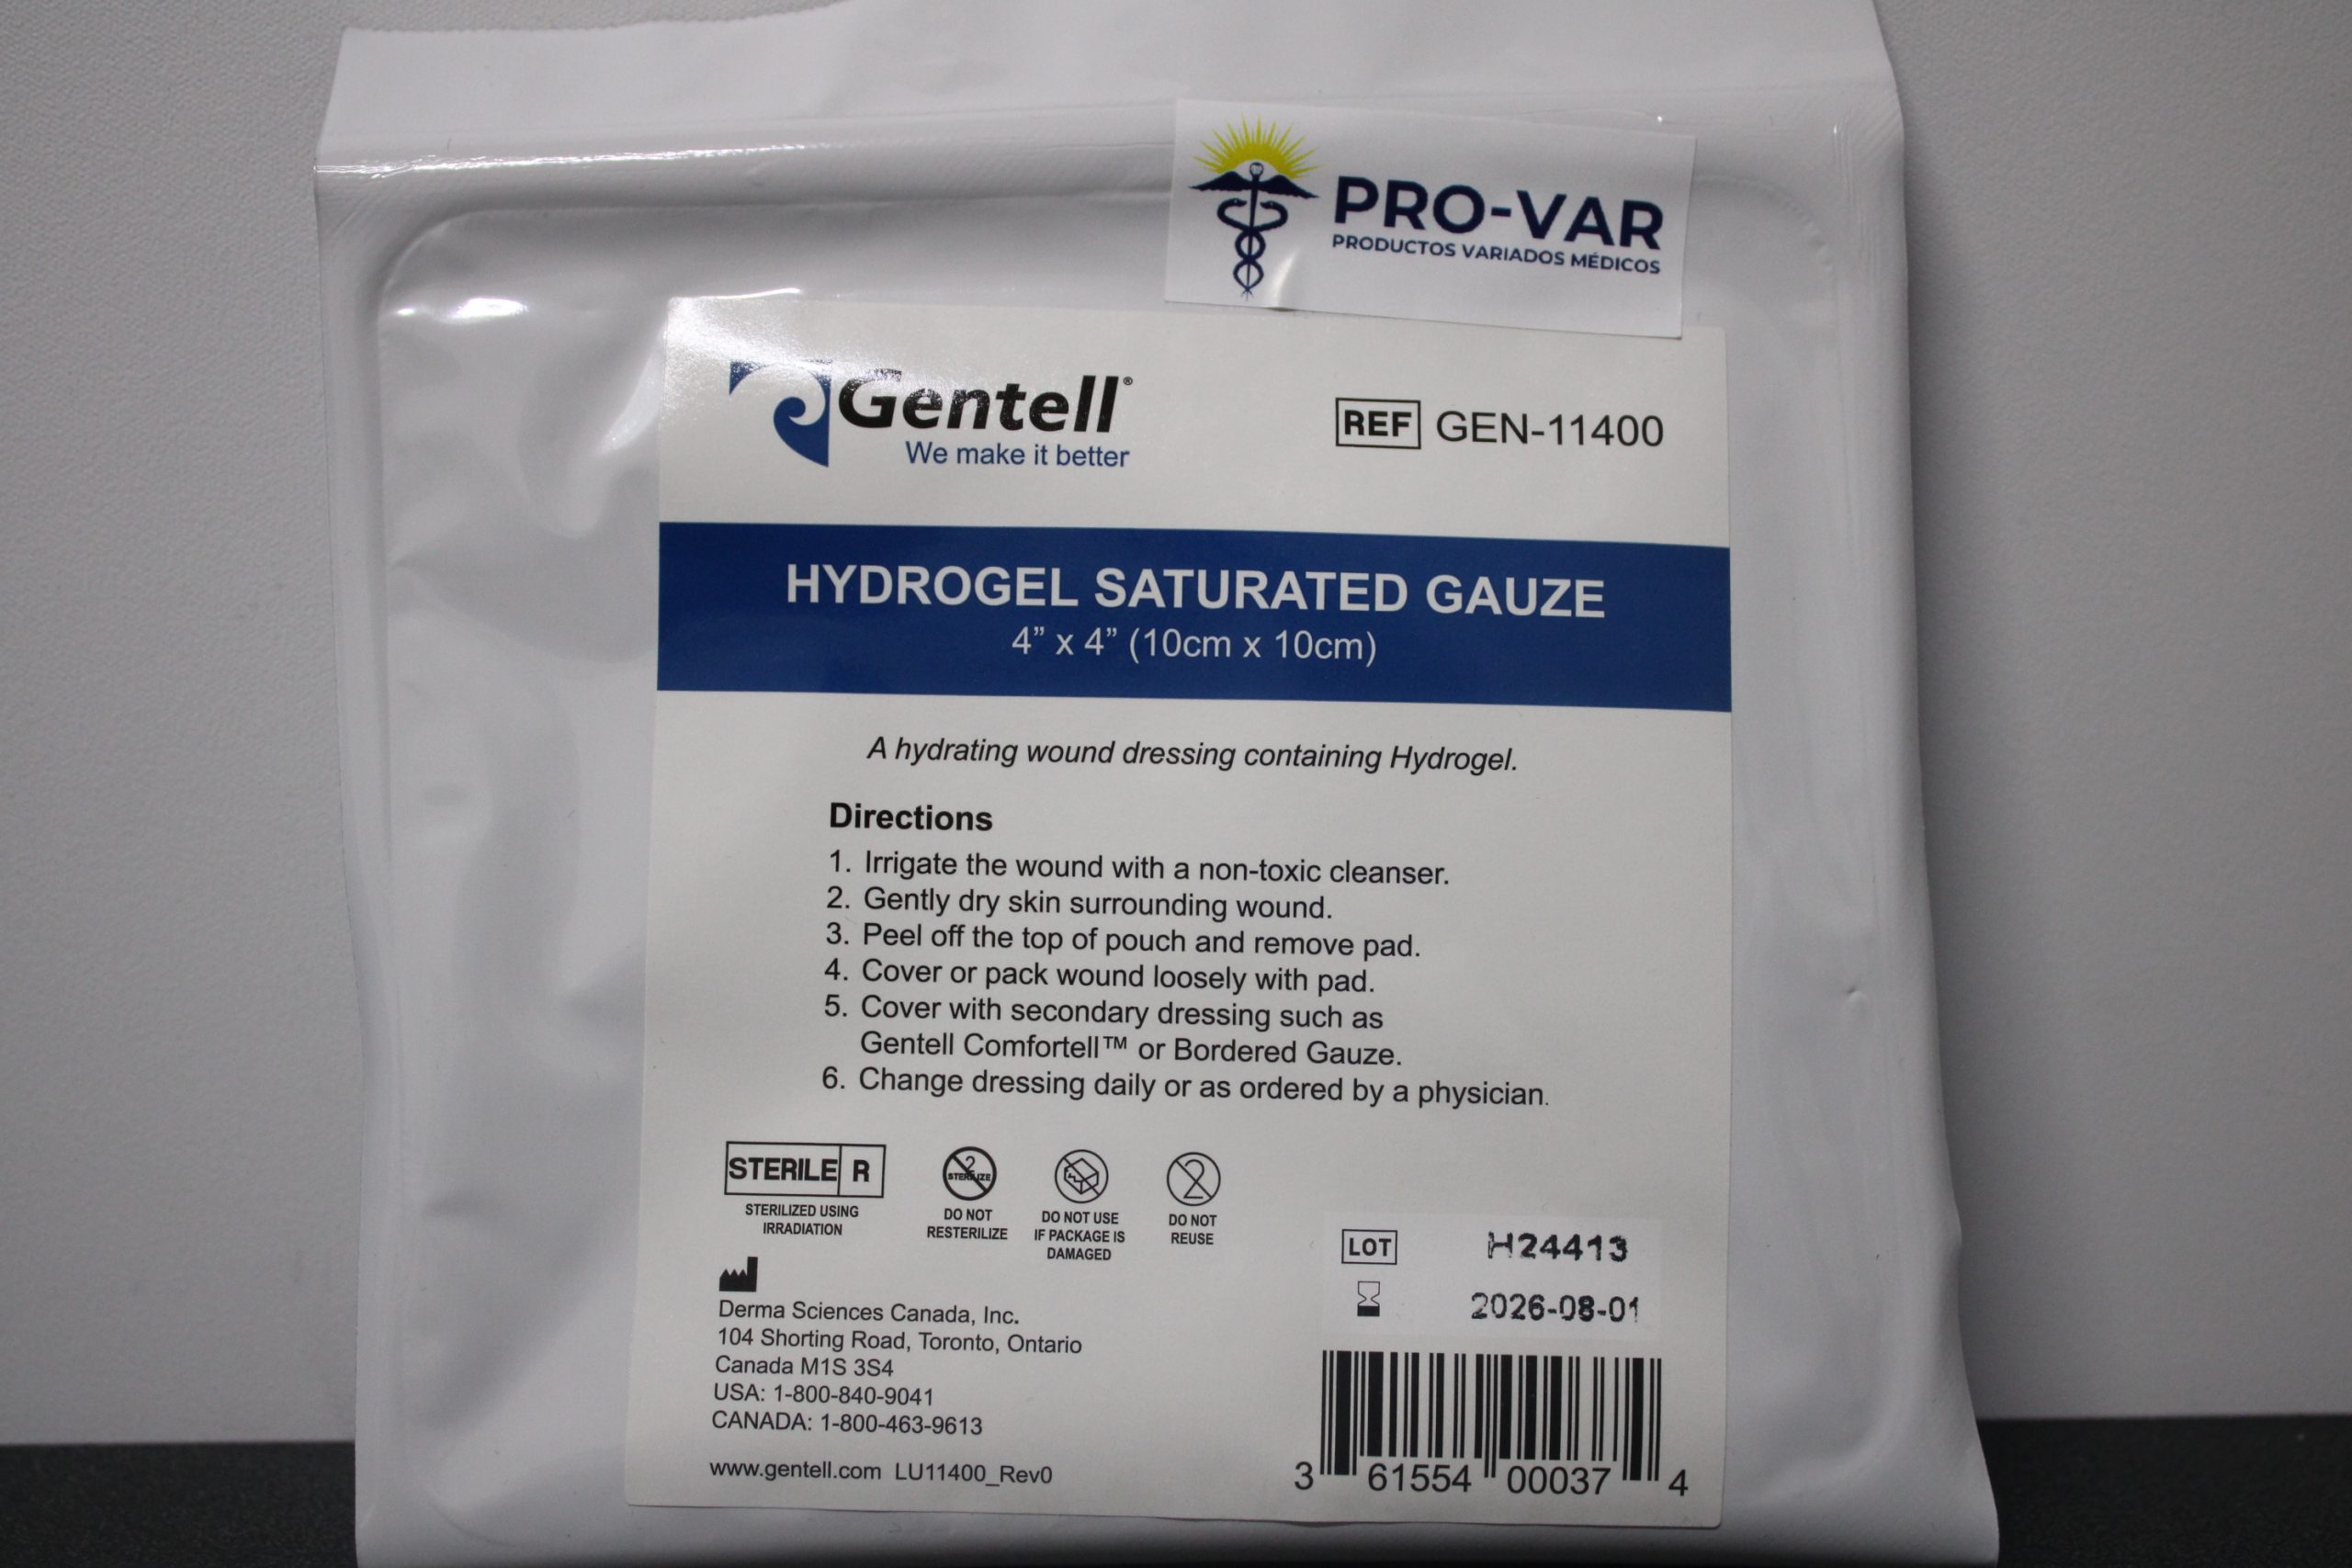 PRO-VAR
PRODUCTOS VARIADOS MÉDICOS
Gentell®
We make it better
REF GEN-11400
HYDROGEL SATURATED GAUZE
4” x 4” (10cm x 10cm)
A hydrating wound dressing containing Hydrogel.
Directions
1. Irrigate the wound with a non-toxic cleanser.
2. Gently dry skin surrounding wound.
3. Peel off the top of pouch and remove pad.
4. Cover or pack wound loosely with pad.
5. Cover with secondary dressing such as
Gentell Comfortell™ or Bordered Gauze.
6. Change dressing daily or as ordered by a physician.
STERILE R
STERILIZED USING
IRRADIATION
2
STERILIZE
DO NOT
RESTERILIZE
DO NOT USE
IF PACKAGE IS
DAMAGED
2
DO NOT
REUSE
Derma Sciences Canada, Inc.
104 Shorting Road, Toronto, Ontario
Canada M1S 3S4
USA: 1-800-840-9041
CANADA: 1-800-463-9613
www.gentell.com LU11400_Rev0
LOT H24413
2026-08-01
3 61554 00037 4